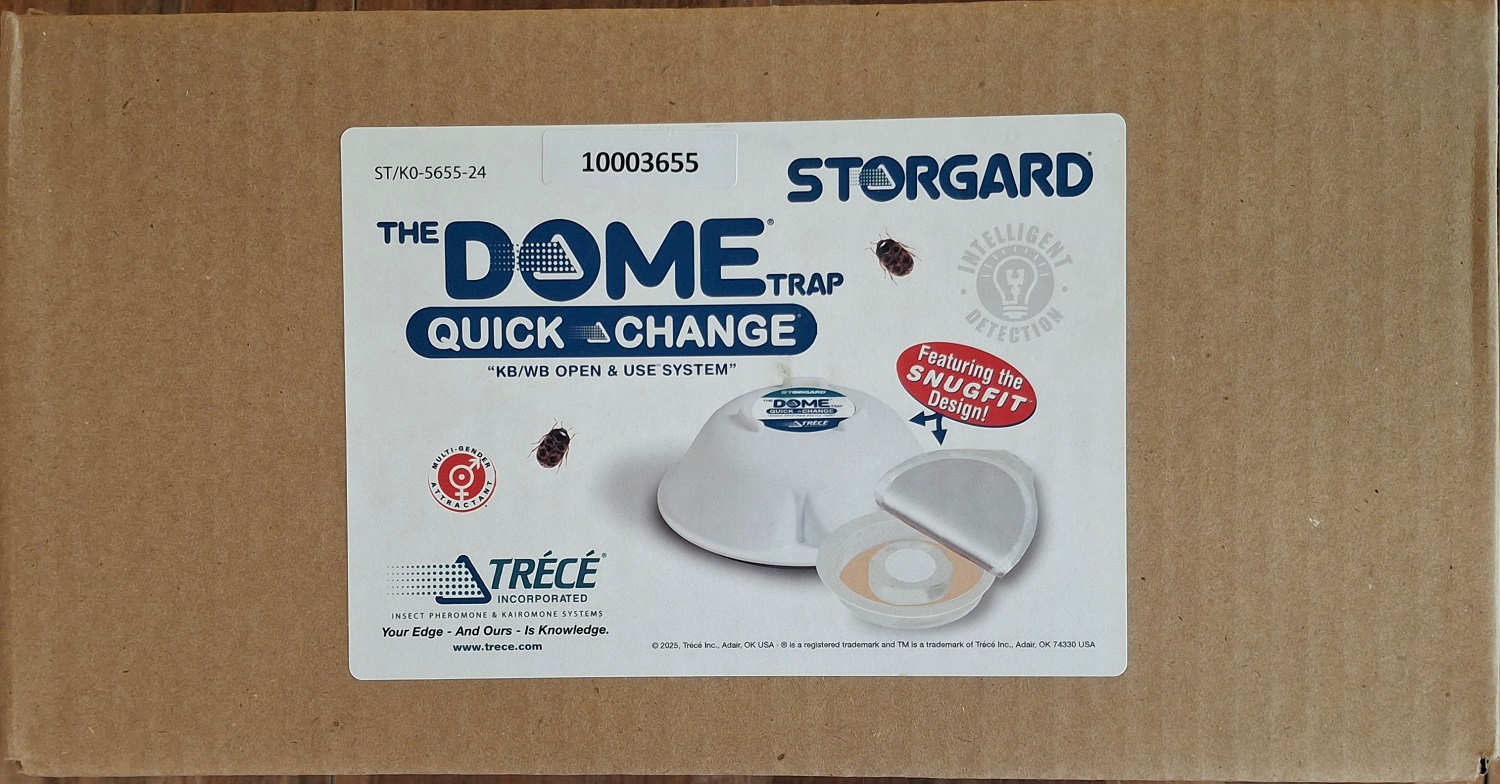 ST/K0-5655-24
10003655
STORGARD®
THE DOME® TRAP
QUICK CHANGE®
"KB/WB OPEN & USE™ SYSTEM"
INTELLIGENT
DETECTION
Featuring the
SNUGFIT™
Design!
STORGARD
THE DOME TRAP
QUICK CHANGE
TRÉCÉ
MULTI-GENDER
ATTRACTANT
TRÉCÉ®
INCORPORATED
INSECT PHEROMONE & KAIROMONE SYSTEMS
Your Edge - And Ours - Is Knowledge.
www.trece.com
© 2025, Trécé Inc., Adair, OK USA · ® is a registered trademark and TM is a trademark of Trécé Inc., Adair, OK 74330 USA